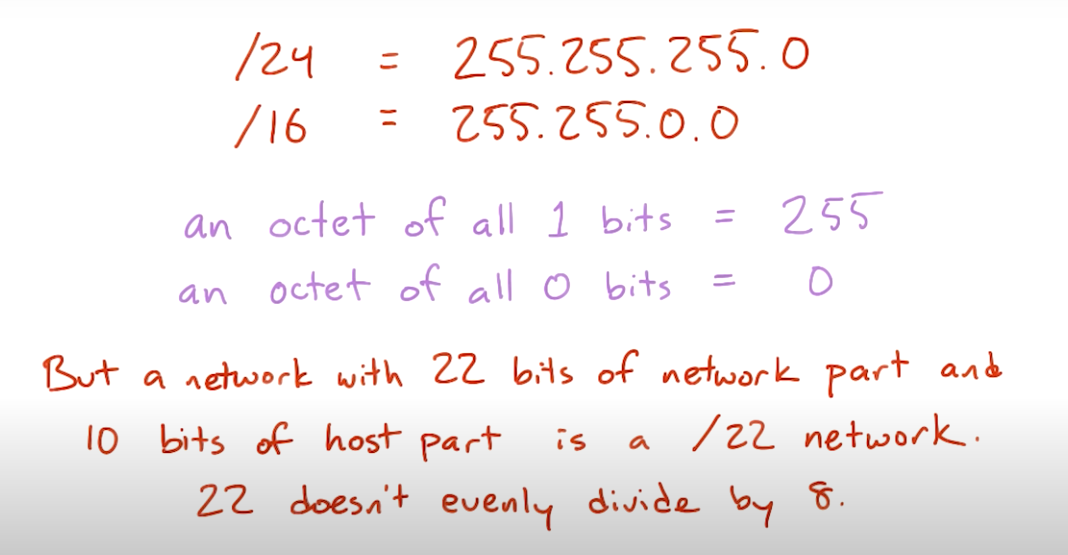 /24 = 255.255.255.0
/16 = 255.255.0.0
an octet of all 1 bits = 255
an octet of all 0 bits = 0
But a network with 22 bits of network part and
10 bits of host part is a /22 network.
22 doesn't evenly divide by 8.